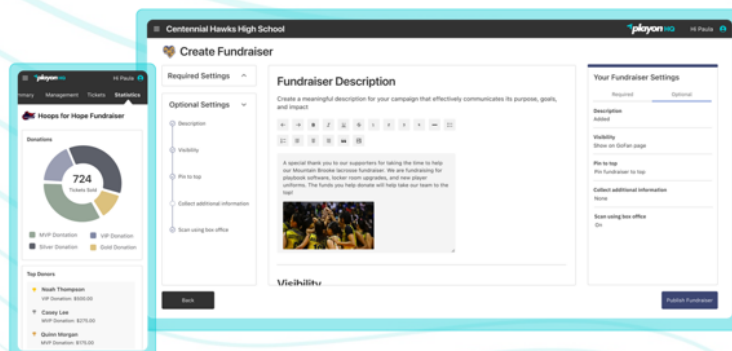 Centennial Hawks High School
playon HQ
Hi Paula
Create Fundraiser
Required Settings
Optional Settings
Description
Visibility
Pin to top
Collect additional information
Scan using box office
Fundraiser Description
Create a meaningful description for your campaign that effectively communicates its purpose, goals,
and impact
A special thank you to our supporters for taking the time to help
our Mountain Brooke lacrosse fundraiser. We are fundraising for
playbook software, locker room upgrades, and new player
uniforms. The funds you help donate will help take our team to the
top!
Visibility
Your Fundraiser Settings
Required Optional
Description
Added
Visibility
Show on GoFan page
Pin to top
Pin fundraiser to top
Collect additional information
None
Scan using box office
On
Back
Publish Fundraiser
playon HQ
Hi Paula
Management Tickets Statistics
Hoops for Hope Fundraiser
Donations
724
Tickets Sold
MVP Donation VIP Donation
Silver Donation Gold Donation
Top Donors
Noah Thompson
VIP Donation: $500.00
Casey Lee
MVP Donation: $275.00
Quinn Morgan
MVP Donation: $175.00